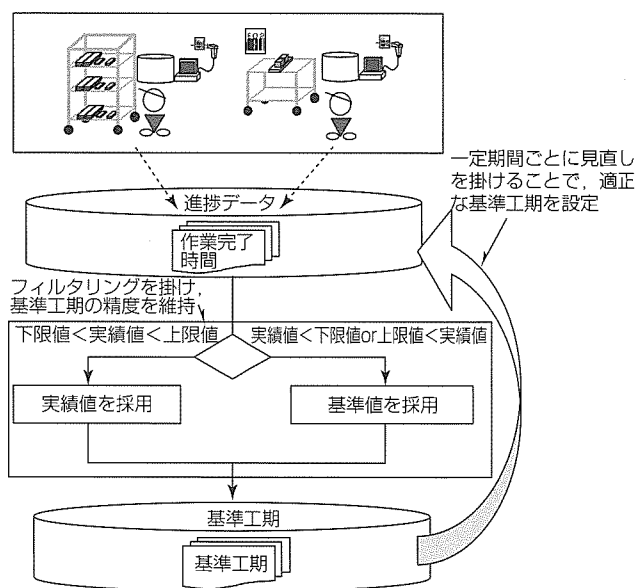 一定期間ごとに見直し
を掛けることで，適正
な基準工期を設定
進捗データ
作業完了
時間
フィルタリングを掛け，
基準工期の精度を維持
下限値＜実績値＜上限値
実績値＜下限値or上限値＜実績値
実績値を採用
基準値を採用
基準工期
基準工期